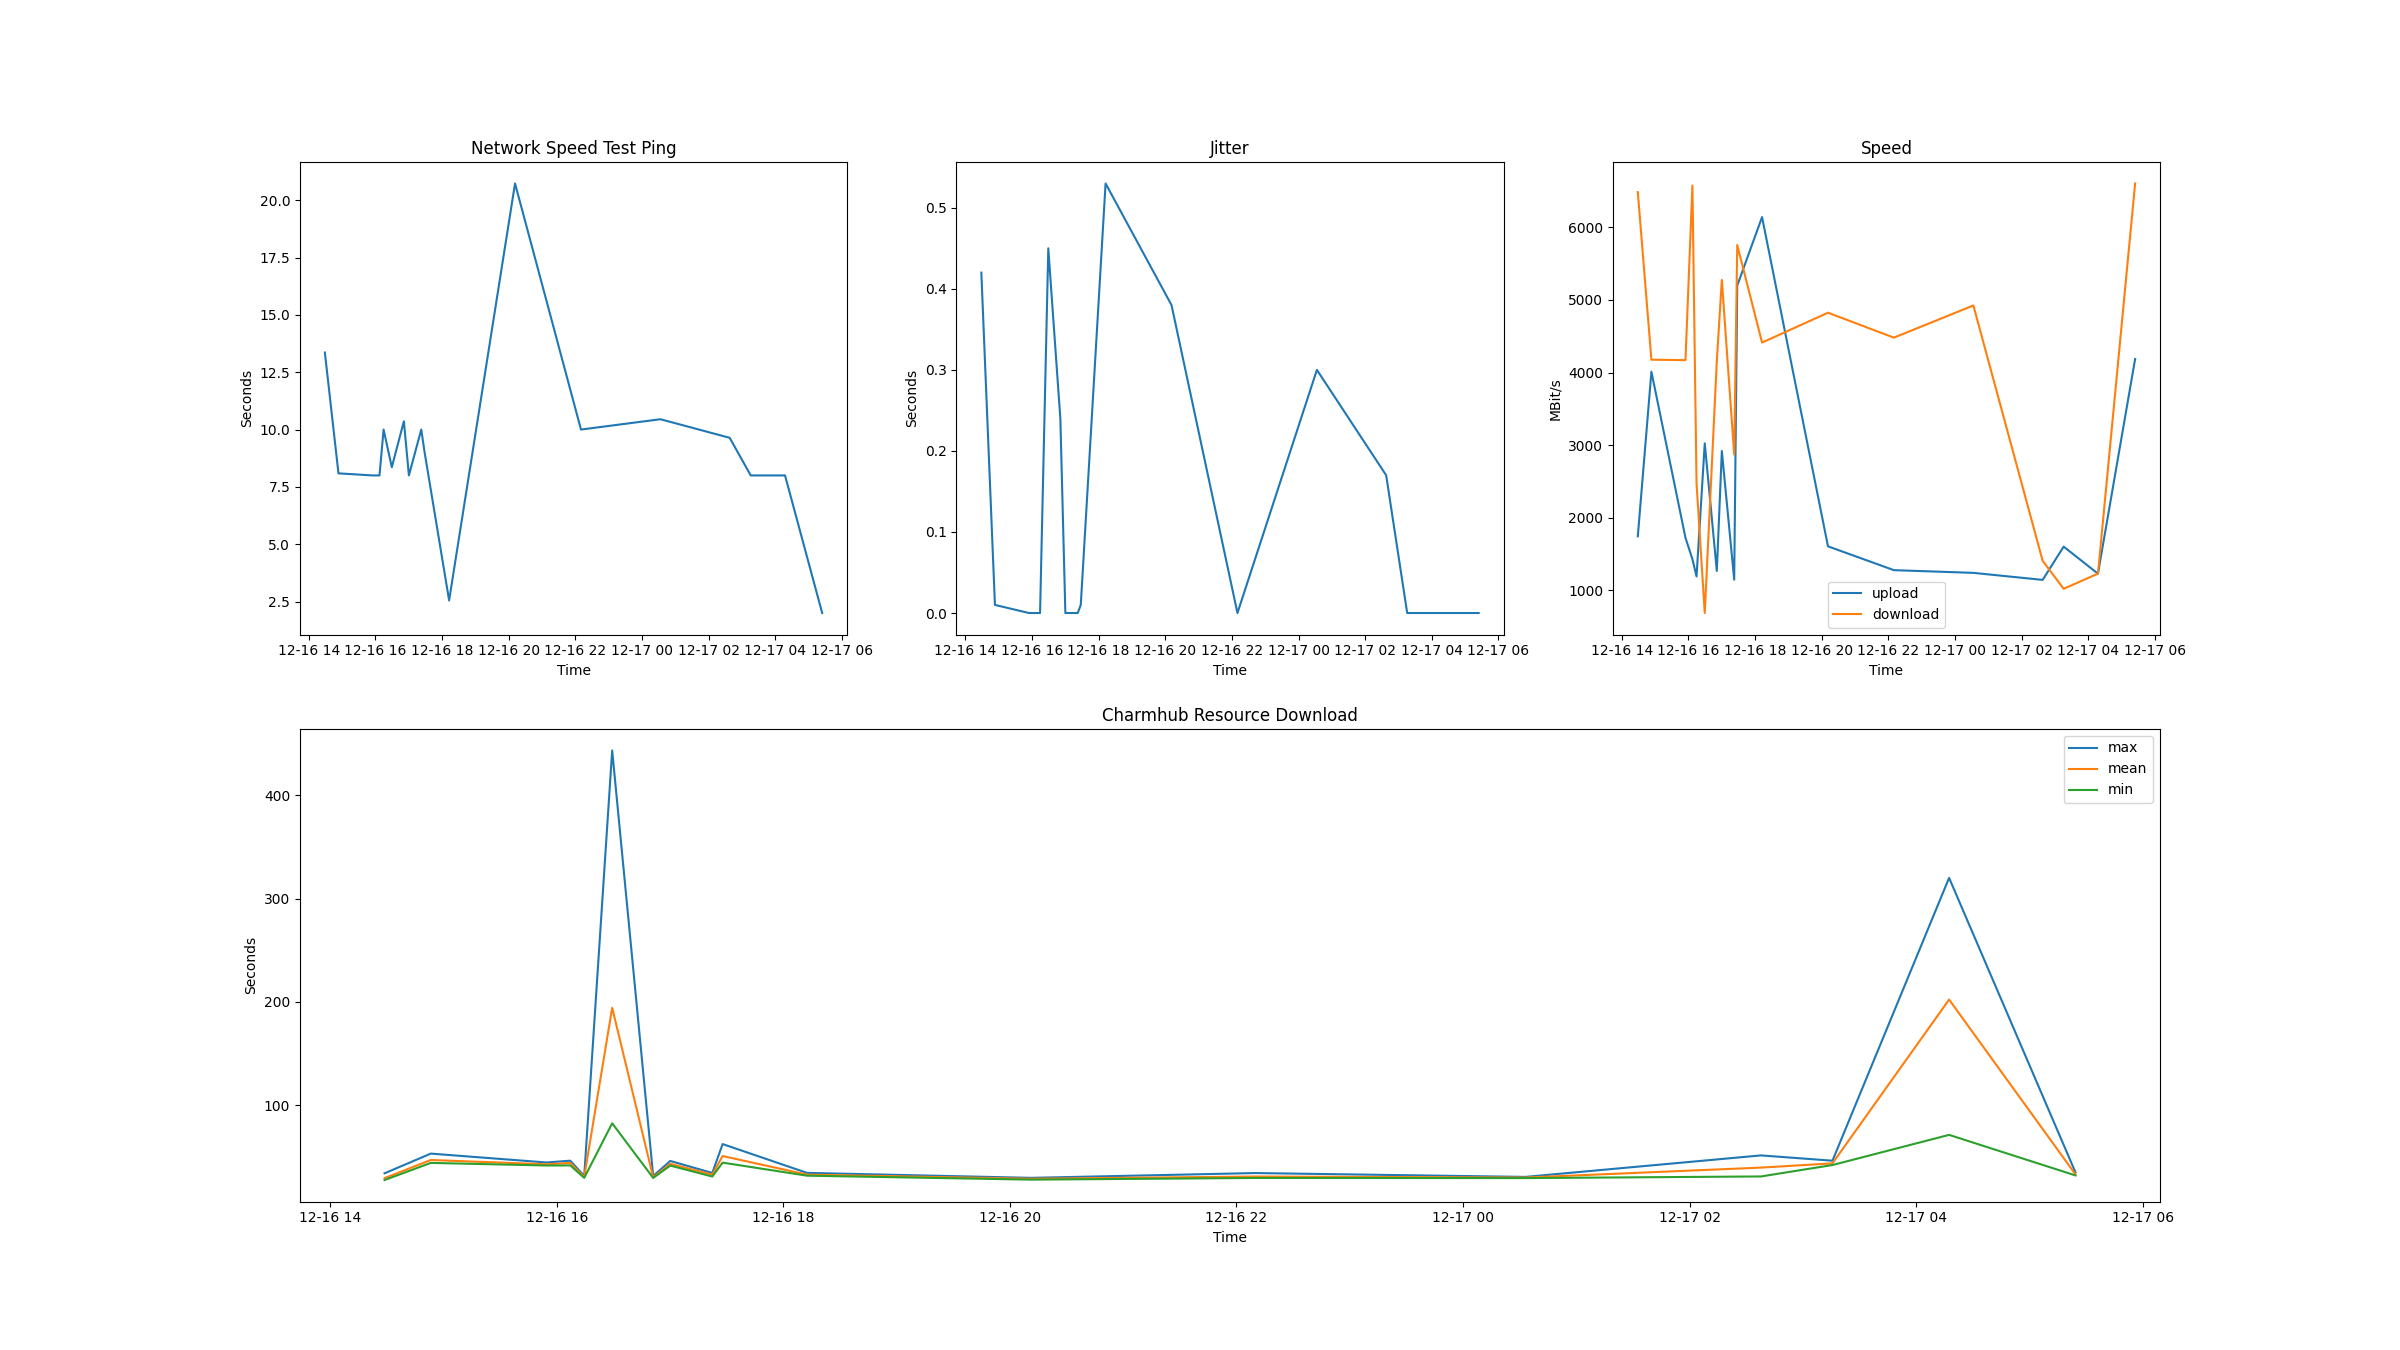 Network Speed Test Ping
Seconds
20.0
17.5
15.0
12.5
10.0
7.5
5.0
2.5
12-16 14 12-16 16 12-16 18 12-16 20 12-16 22 12-17 00 12-17 02 12-17 04 12-17 06
Time
Jitter
Seconds
0.5
0.4
0.3
0.2
0.1
0.0
12-16 14 12-16 16 12-16 18 12-16 20 12-16 22 12-17 00 12-17 02 12-17 04 12-17 06
Time
Speed
MBit/s
6000
5000
4000
3000
2000
1000
upload
download
12-16 14 12-16 16 12-16 18 12-16 20 12-16 22 12-17 00 12-17 02 12-17 04 12-17 06
Time
Charmhub Resource Download
Seconds
400
300
200
100
max
mean
min
12-16 14 12-16 16 12-16 18 12-16 20 12-16 22 12-17 00 12-17 02 12-17 04 12-17 06
Time